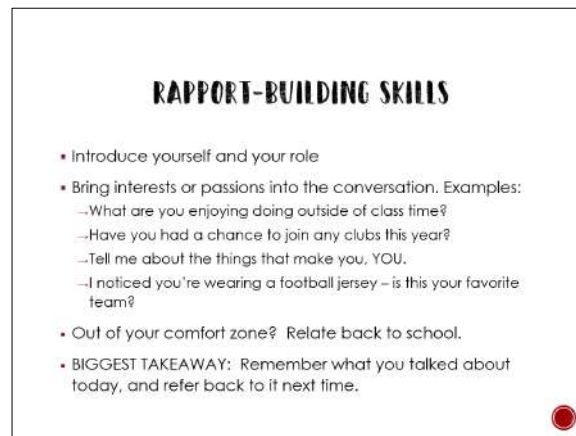 RAPPORT-BUILDING SKILLS
▪ Introduce yourself and your role
▪ Bring interests or passions into the conversation. Examples:
→What are you enjoying doing outside of class time?
→Have you had a chance to join any clubs this year?
→Tell me about the things that make you, YOU.
→I noticed you're wearing a football jersey – is this your favorite
team?
▪ Out of your comfort zone?  Relate back to school.
▪ BIGGEST TAKEAWAY:  Remember what you talked about
today, and refer back to it next time.